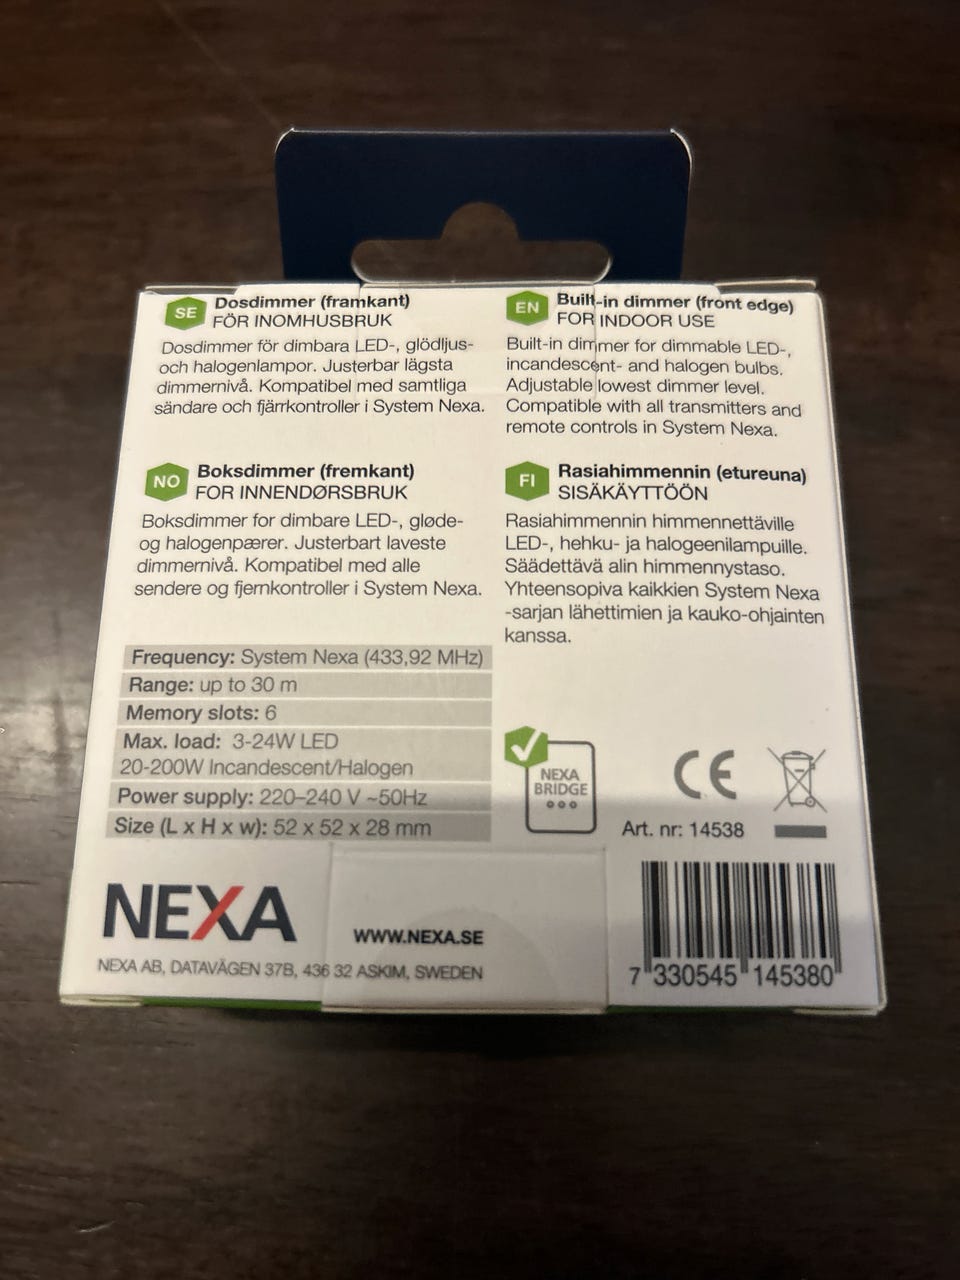 SE
Dosdimmer (framkant)
FÖR INOMHUSBRUK
Dosdimmer för dimbara LED-, glödljus-
och halogenlampor. Justerbar lägsta
dimmernivå. Kompatibel med samtliga
sändare och fjärrkontroller i System Nexa.
EN
Built-in dimmer (front edge)
FOR INDOOR USE
Built-in dimmer for dimmable LED-,
incandescent- and halogen bulbs.
Adjustable lowest dimmer level.
Compatible with all transmitters and
remote controls in System Nexa.
NO
Boksdimmer (fremkant)
FOR INNENDØRSBRUK
Boksdimmer for dimbare LED-, gløde-
og halogenpærer. Justerbart laveste
dimmernivå. Kompatibel med alle
sendere og fjernkontroller i System Nexa.
FI
Rasiahimmennin (etureuna)
SISÄKÄYTTÖÖN
Rasiahimmennin himmennettäville
LED-, hehku- ja halogeenilampuille.
Säädettävä alin himmennystaso.
Yhteensopiva kaikkien System Nexa
-sarjan lähettimien ja kauko-ohjainten
kanssa.
Frequency: System Nexa (433,92 MHz)
Range: up to 30 m
Memory slots: 6
Max. load: 3-24W LED
20-200W Incandescent/Halogen
Power supply: 220–240 V ~50Hz
Size (L x H x w): 52 x 52 x 28 mm
NEXA
BRIDGE
CE
Art. nr: 14538
NEXA
WWW.NEXA.SE
NEXA AB, DATAVÄGEN 37B, 436 32 ASKIM, SWEDEN
7 330545 145380